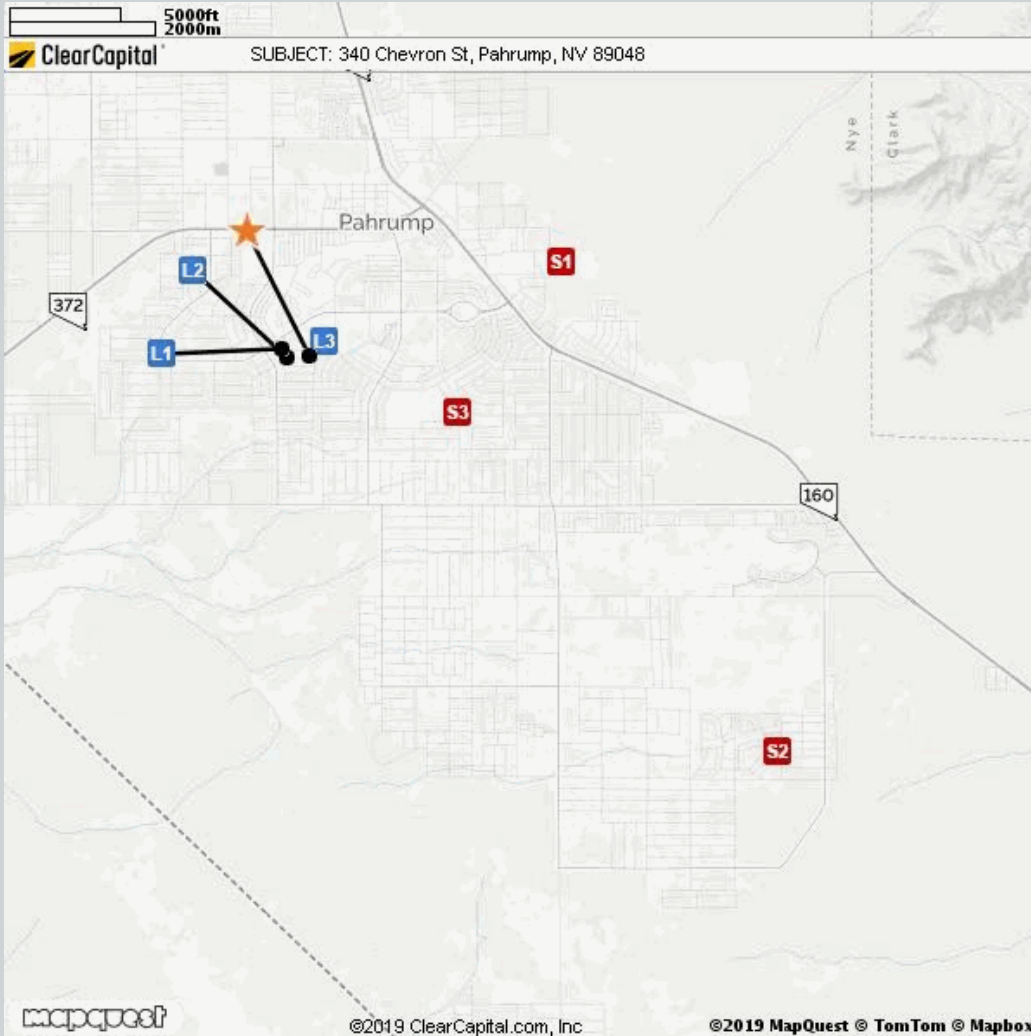 5000ft
2000m
ClearCapital SUBJECT: 340 Chevron St, Pahrump, NV 89048
Nye
Clark
Pahrump
L2
S1
372
L1
L3
S3
160
S2
mapquest
©2019 ClearCapital.com, Inc
©2019 MapQuest © TomTom © Mapbox